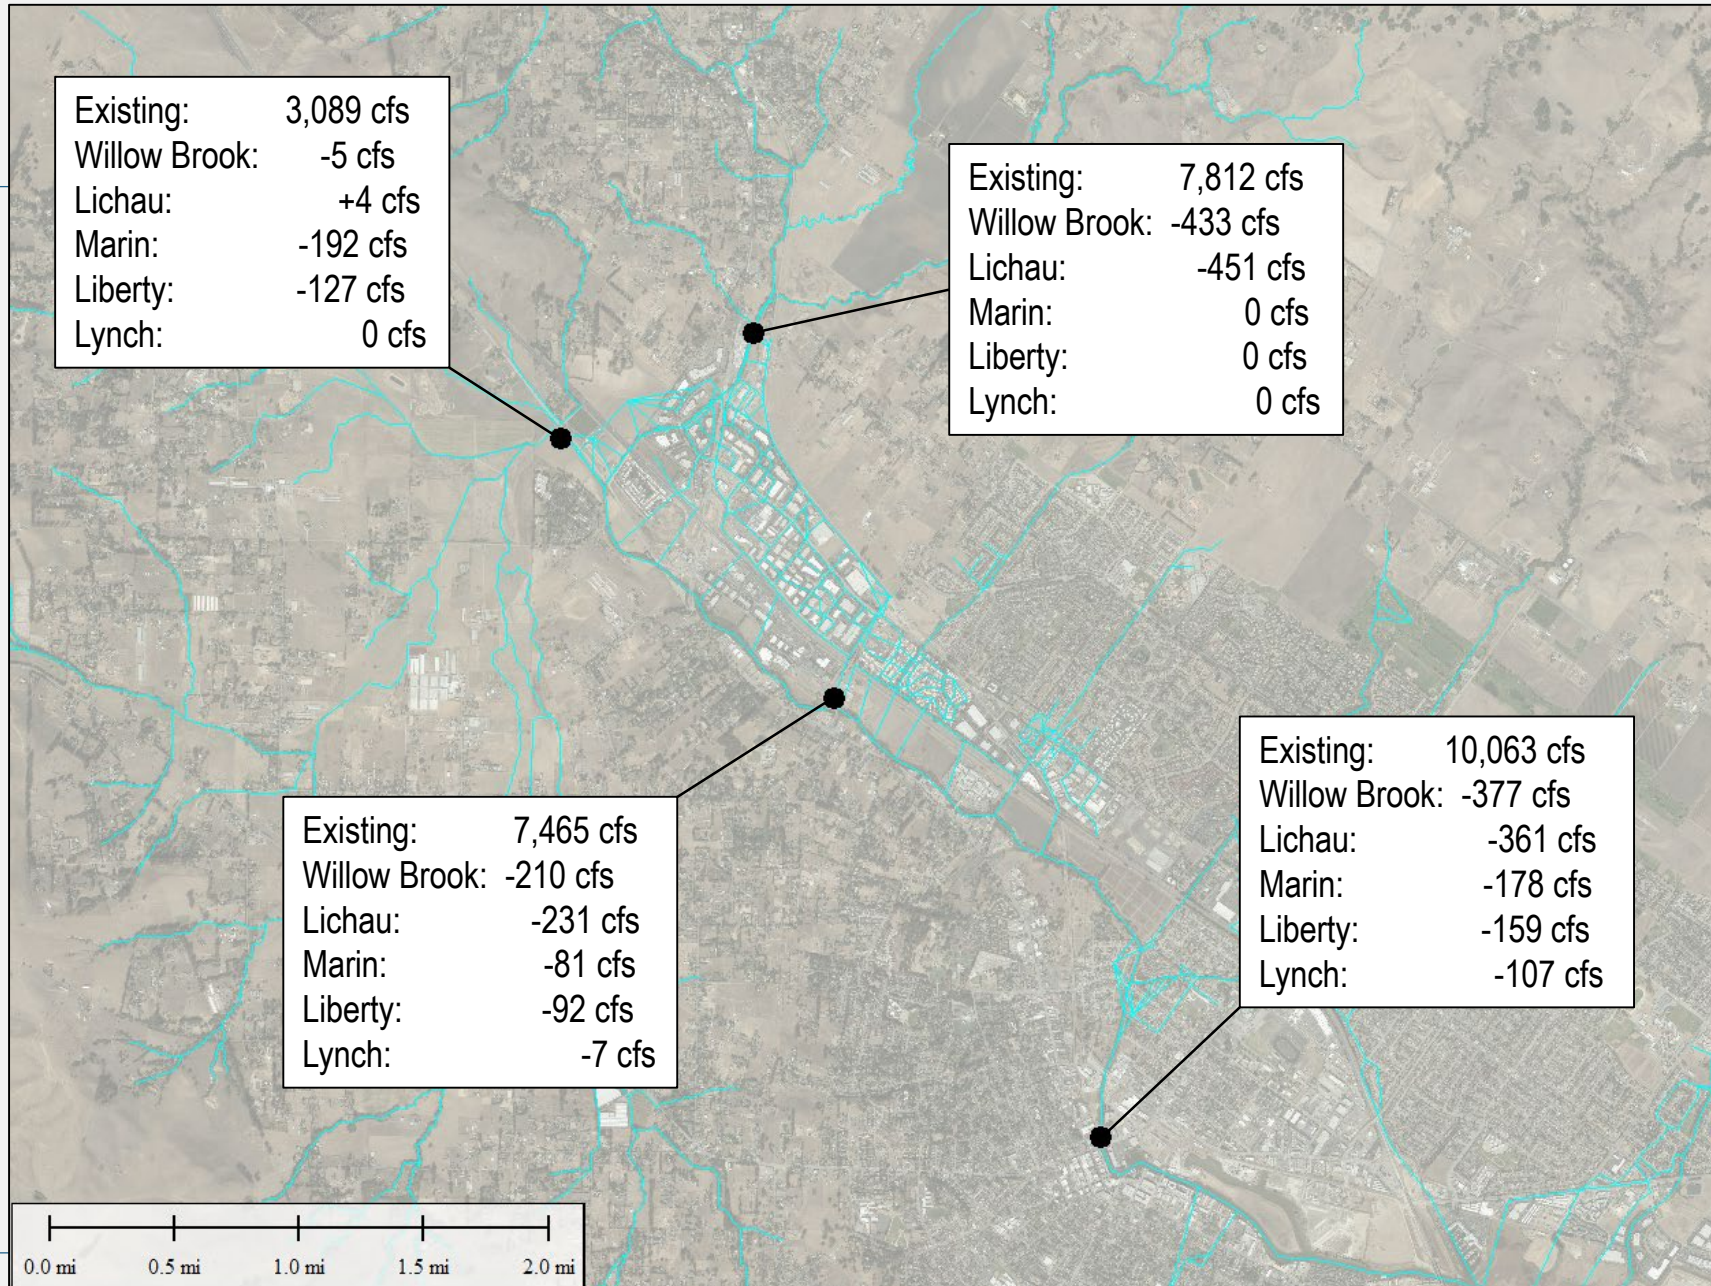 Existing: 3,089 cfs
Willow Brook: -5 cfs
Lichau: +4 cfs
Marin: -192 cfs
Liberty: -127 cfs
Lynch: 0 cfs
Existing: 7,812 cfs
Willow Brook: -433 cfs
Lichau: -451 cfs
Marin: 0 cfs
Liberty: 0 cfs
Lynch: 0 cfs
Existing: 7,465 cfs
Willow Brook: -210 cfs
Lichau: -231 cfs
Marin: -81 cfs
Liberty: -92 cfs
Lynch: -7 cfs
Existing: 10,063 cfs
Willow Brook: -377 cfs
Lichau: -361 cfs
Marin: -178 cfs
Liberty: -159 cfs
Lynch: -107 cfs
0.0 mi 0.5 mi 1.0 mi 1.5 mi 2.0 mi